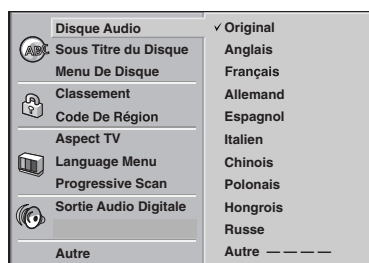 Disque Audio
Sous Titre du Disque
Menu De Disque
Classement
Code De Région
Aspect TV
Language Menu
Progressive Scan
Sortie Audio Digitale
Autre
✓ Original
Anglais
Français
Allemand
Espagnol
Italien
Chinois
Polonais
Hongrois
Russe
Autre — — — —
ABC